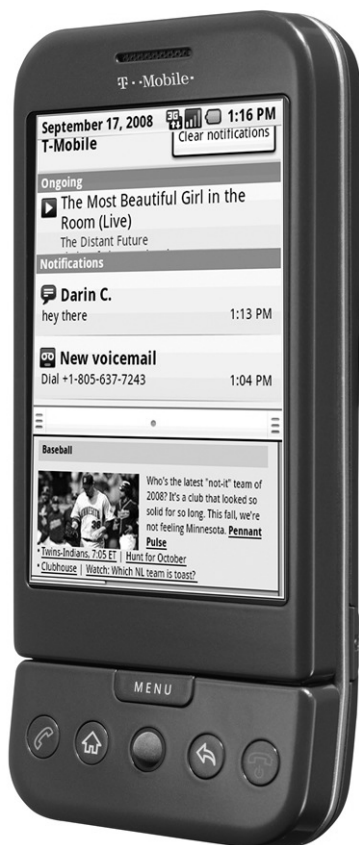 T··Mobile·
September 17, 2008 3G 1:16 PM
T-Mobile Clear notifications
Ongoing
The Most Beautiful Girl in the
Room (Live)
The Distant Future
Notifications
Darin C.
hey there 1:13 PM
New voicemail
Dial +1-805-637-7243 1:04 PM
Baseball
Who's the latest "not-it" team of
2008? It's a club that looked so
solid for so long. This fall, we're
not feeling Minnesota. Pennant
Pulse
• Twins-Indians, 7:05 ET | Hunt for October
• Clubhouse | Watch: Which NL team is toast?
MENU